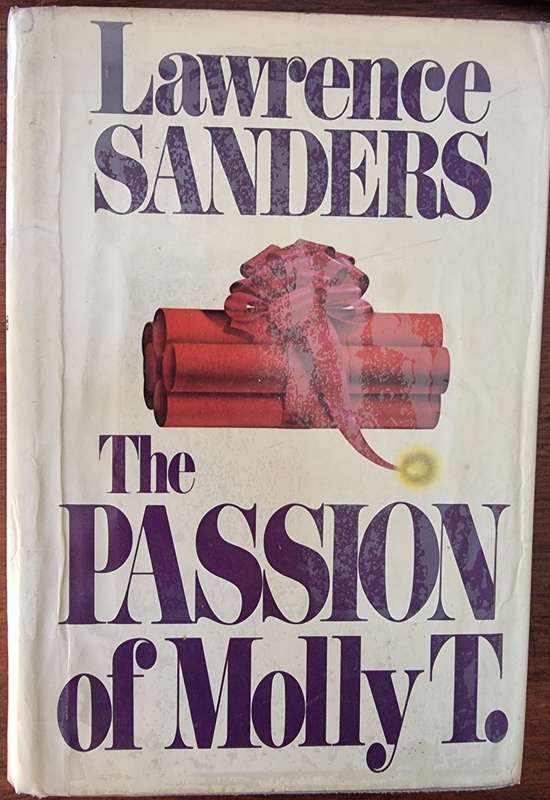 Lawrence
SANDERS
The
PASSION
of Molly T.